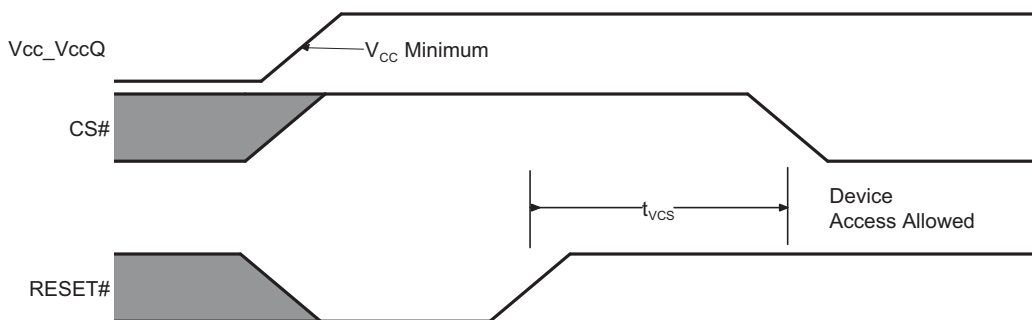 Vcc_VccQ
VCC Minimum
CS#
tVCS
Device
Access Allowed
RESET#